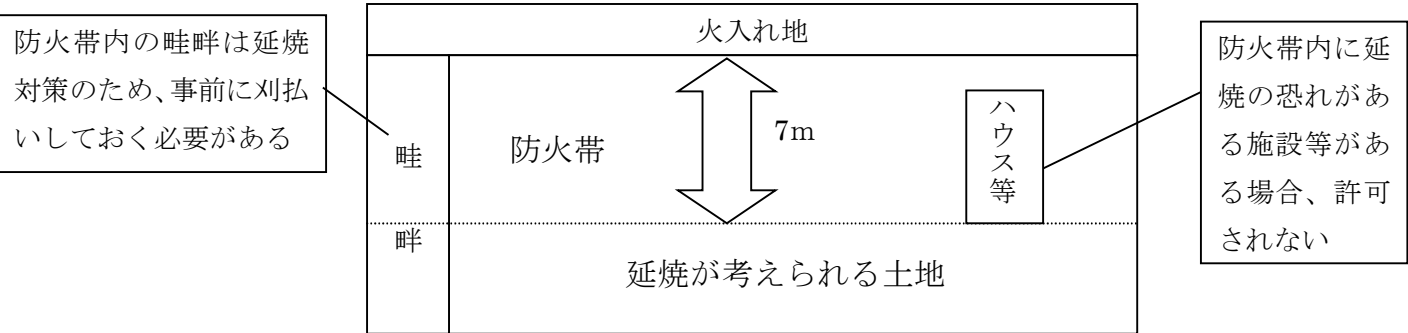 防火帯内の畦畔は延焼
対策のため、事前に刈払
いしておく必要がある
火入れ地
畦
畔
防火帯
7m
ハウス等
延焼が考えられる土地
防火帯内に延
焼の恐れがあ
る施設等があ
る場合、許可
されない